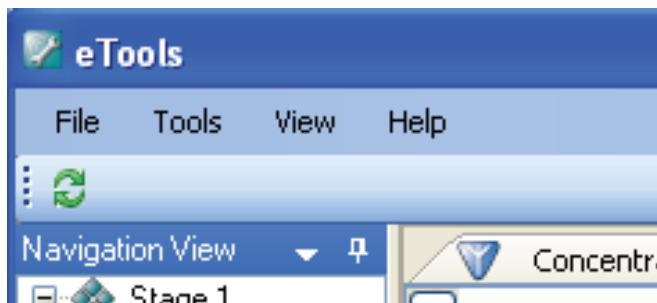 eTools
File Tools View Help
Navigation View
Concentra
Stage 1